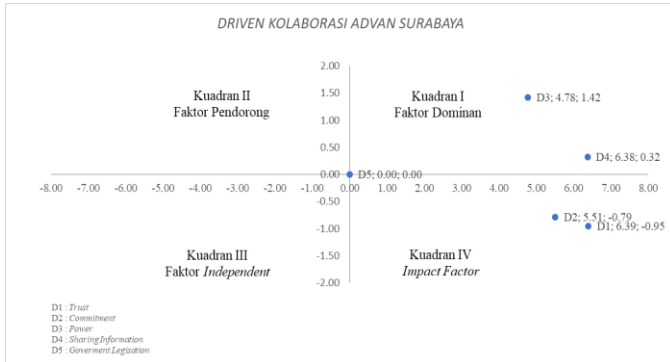 DRIVEN KOLABORASI ADVAN SURABAYA
2.00
Kuadran II
Faktor Pendorong
Kuadran I
Faktor Dominan
1.50
D3; 4.78; 1.42
1.00
0.50
D4; 6.38; 0.32
0.00
D5; 0.00; 0.00
-8.00 -7.00 -6.00 -5.00 -4.00 -3.00 -2.00 -1.00 0.00 1.00 2.00 3.00 4.00 5.00 6.00 7.00 8.00
-0.50
D2; 5.51; -0.79
-1.00
D1; 6.39; -0.95
Kuadran III
Faktor Independent
Kuadran IV
Impact Factor
-1.50
-2.00
D1 : Trust
D2 : Commitment
D3 : Power
D4 : Sharing Information
D5 : Goverment Legisation